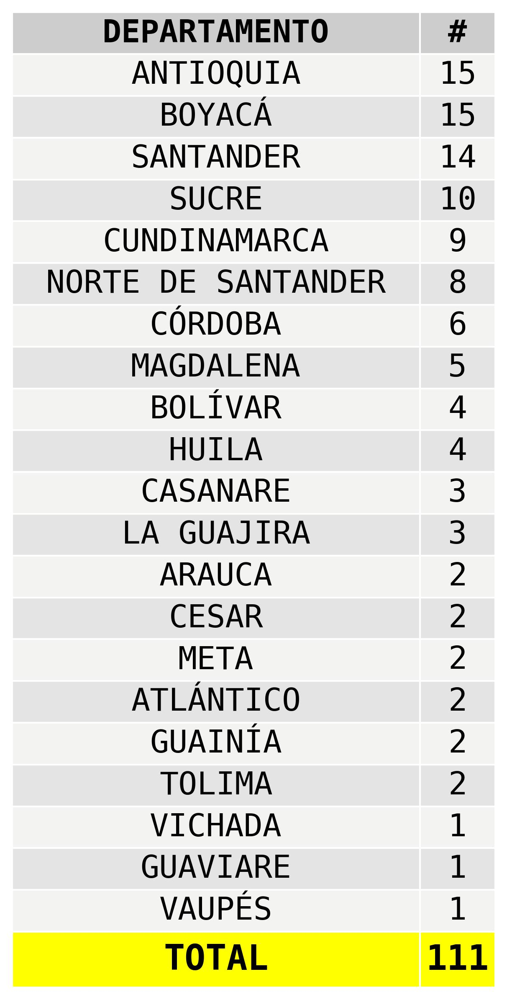 DEPARTAMENTO #
ANTIOQUIA 15
BOYACÁ 15
SANTANDER 14
SUCRE 10
CUNDINAMARCA 9
NORTE DE SANTANDER 8
CÓRDOBA 6
MAGDALENA 5
BOLÍVAR 4
HUILA 4
CASANARE 3
LA GUAJIRA 3
ARAUCA 2
CESAR 2
META 2
ATLÁNTICO 2
GUAINÍA 2
TOLIMA 2
VICHADA 1
GUAVIARE 1
VAUPÉS 1
TOTAL 111